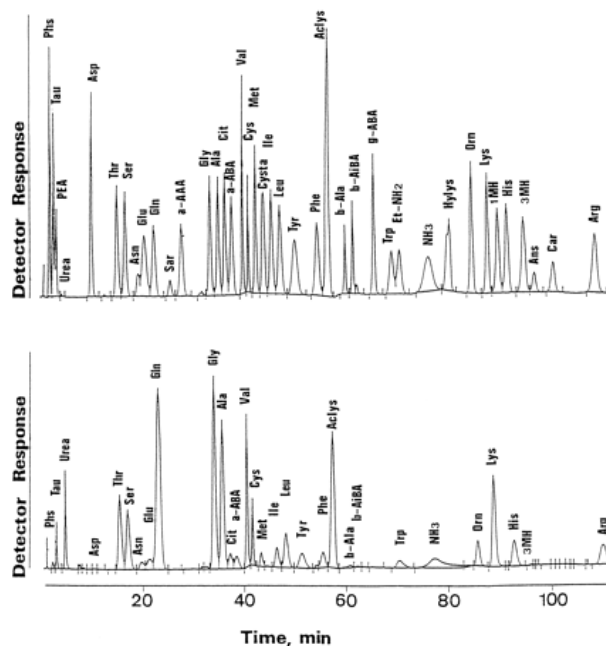 Detector Response
Phs
Tau
PEA
Urea
Asp
Thr
Ser
Asn
Glu
Gln
Sar
a-AAA
Gly
Ala
Cit
a-ABA
Val
Cys
Met
Cysta
Ile
Leu
Tyr
Phe
Aclys
b-Ala
b-AiBA
g-ABA
Trp
Et-NH2
NH3
Hylys
Orn
Lys
1MH
His
3MH
Ans
Car
Arg
Detector Response
Phs
Tau
Urea
Asp
Thr
Ser
Asn
Glu
Gln
Gly
Ala
Cit
a-ABA
Val
Cys
Met
Ile
Leu
Tyr
Phe
Aclys
b-Ala
b-AiBA
Trp
NH3
Orn
Lys
His
3MH
Arg
20 40 60 80 100
Time, min